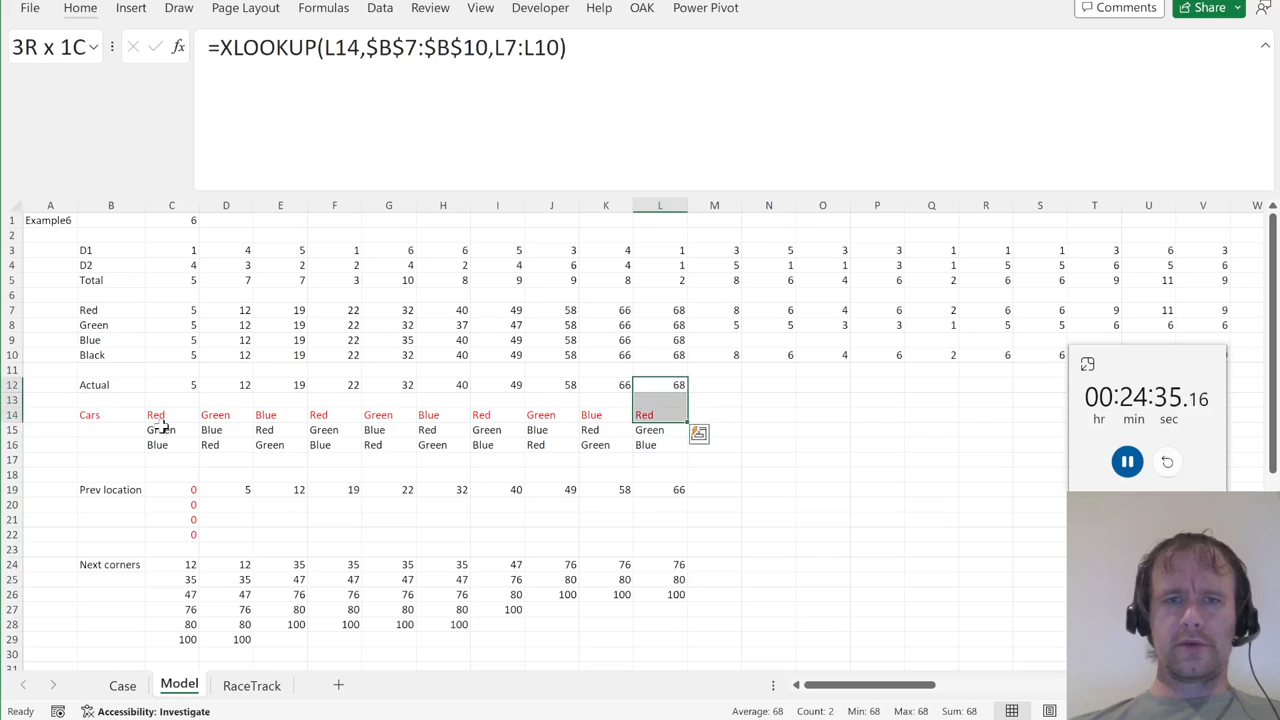 File Home Insert Draw Page Layout Formulas Data Review View Developer Help OAK Power Pivot Comments Share
3R x 1C fx =XLOOKUP(L14,$B$7:$B$10,L7:L10)
A B C D E F G H I J K L M N O P Q R S T U V W
1 Example6 6
2
3 D1 1 4 5 1 6 6 5 3 4 1 3 5 3 3 1 1 1 3 6 3
4 D2 4 3 2 2 4 2 4 6 4 1 5 1 1 3 1 5 5 6 5 6
5 Total 5 7 7 3 10 8 9 9 8 2 8 6 4 6 2 6 6 9 11 9
6
7 Red 5 12 19 22 32 40 49 58 66 68 8 6 4 6 2 6 6 9 11 9
8 Green 5 12 19 22 32 37 47 58 66 68 5 5 3 3 1 5 5 6 6 6
9 Blue 5 12 19 22 35 40 49 58 66 68
10 Black 5 12 19 22 32 40 49 58 66 68 8 6 4 6 2 6 6
11
12 Actual 5 12 19 22 32 40 49 58 66 68
13
14 Cars Red Green Blue Red Green Blue Red Green Blue Red
15 Green Blue Red Green Blue Red Green Blue Red Green
16 Blue Red Green Blue Red Green Blue Red Green Blue
17
18
19 Prev location 0 5 12 19 22 32 40 49 58 66
20 0
21 0
22 0
23
24 Next corners 12 12 35 35 35 35 47 76 76 76
25 35 35 47 47 47 47 76 80 80 80
26 47 47 76 76 76 76 80 100 100 100
27 76 76 80 80 80 80 100
28 80 80 100 100 100 100
29 100 100
30
31
00:24:35.16
hr min sec
Case Model RaceTrack
Ready Accessibility: Investigate Average: 68 Count: 2 Min: 68 Max: 68 Sum: 68